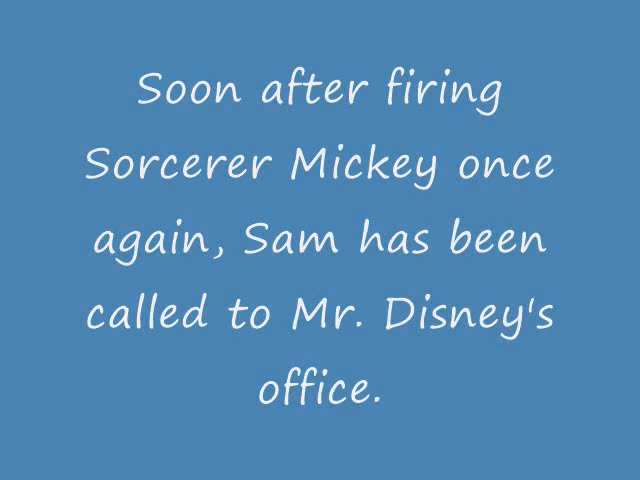 Soon after firing
Sorcerer Mickey once
again, Sam has been
called to Mr. Disney's
office.